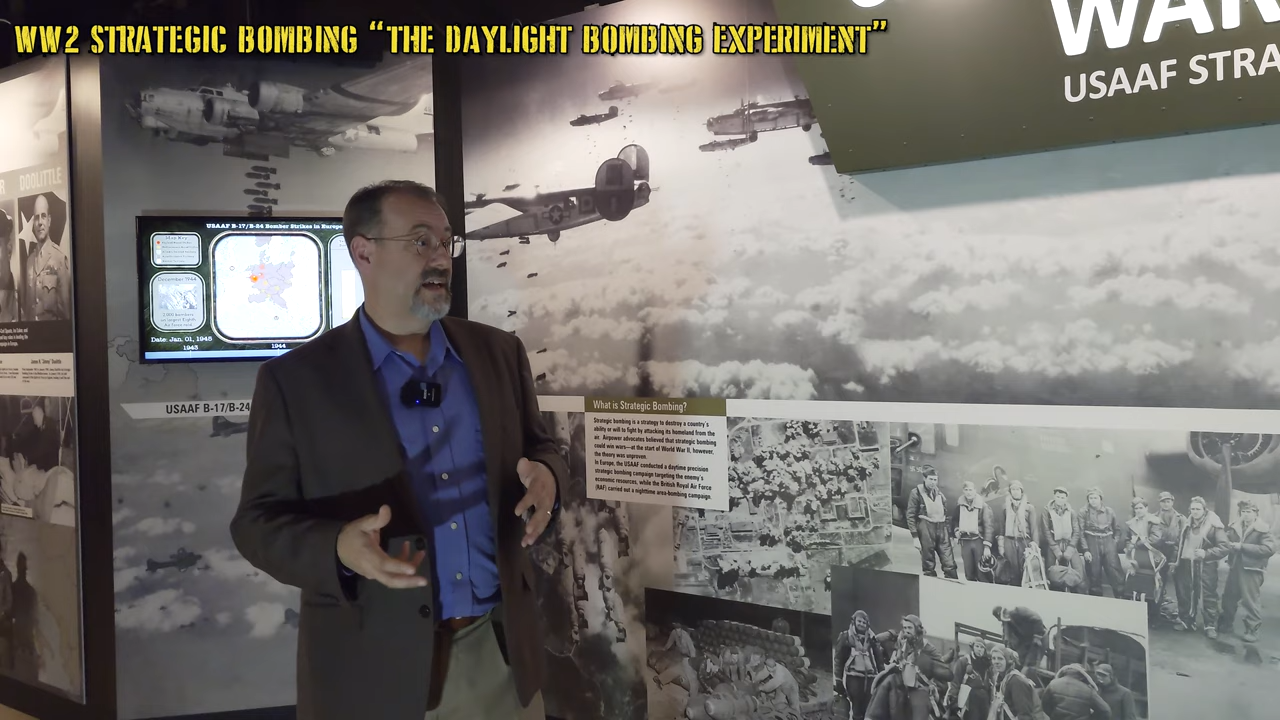 WW2 STRATEGIC BOMBING “THE DAYLIGHT BOMBING EXPERIMENT”
WAR
USAAF STRA
R DOOLITTLE
USAAF B-17/B-24 Bomber Strikes in Europe
December 1944
Date: Jan. 01, 1945
1943 1944
USAAF B-17/B-24
What is Strategic Bombing?
Strategic bombing is a strategy to destroy a country's
ability or will to fight by attacking its homeland from the
air. Airpower advocates believed that strategic bombing
could win wars—at the start of World War II, however,
the theory was unproven.
In Europe, the USAAF conducted a daytime precision
strategic bombing campaign targeting the enemy's
economic resources, while the British Royal Air Force
(RAF) carried out a nighttime area-bombing campaign.